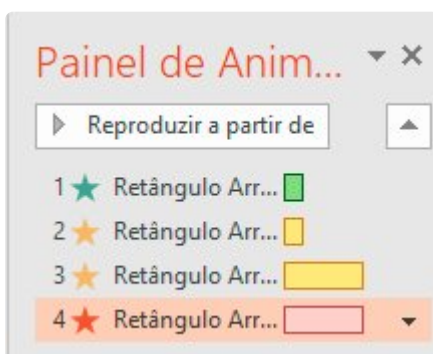 Painel de Anim...
Reproduzir a partir de
1 Retângulo Arr...
2 Retângulo Arr...
3 Retângulo Arr...
4 Retângulo Arr...